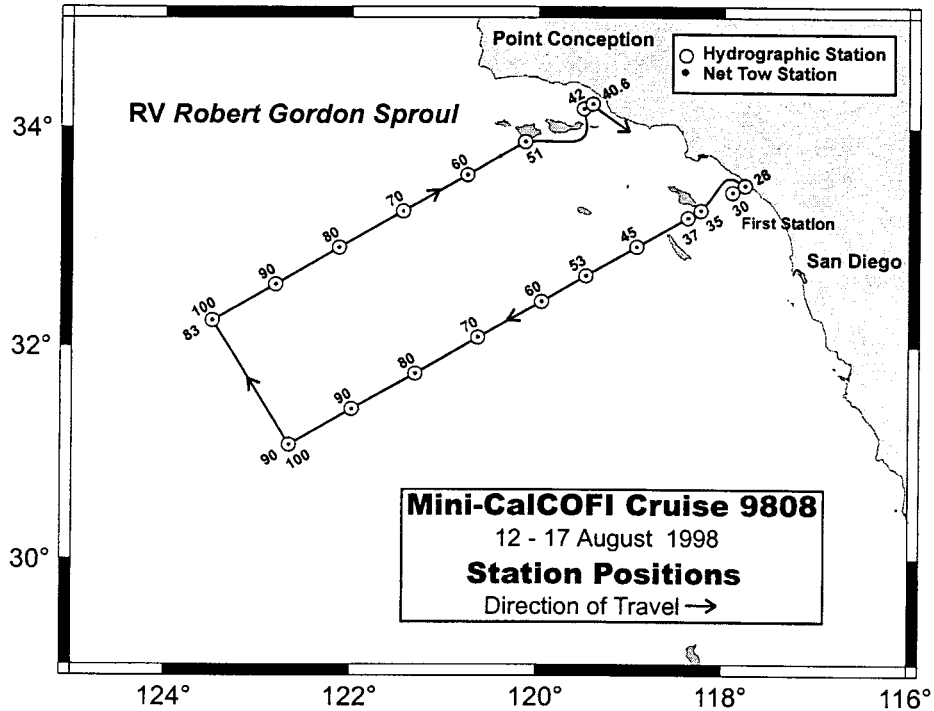 Point Conception
Hydrographic Station
Net Tow Station
RV Robert Gordon Sproul
34°
32°
30°
42
40.6
51
60
70
80
90
100
83
28
30
First Station
35
37
San Diego
45
53
60
70
80
90
90
100
Mini-CalCOFI Cruise 9808
12 - 17 August 1998
Station Positions
Direction of Travel →
124°
122°
120°
118°
116°